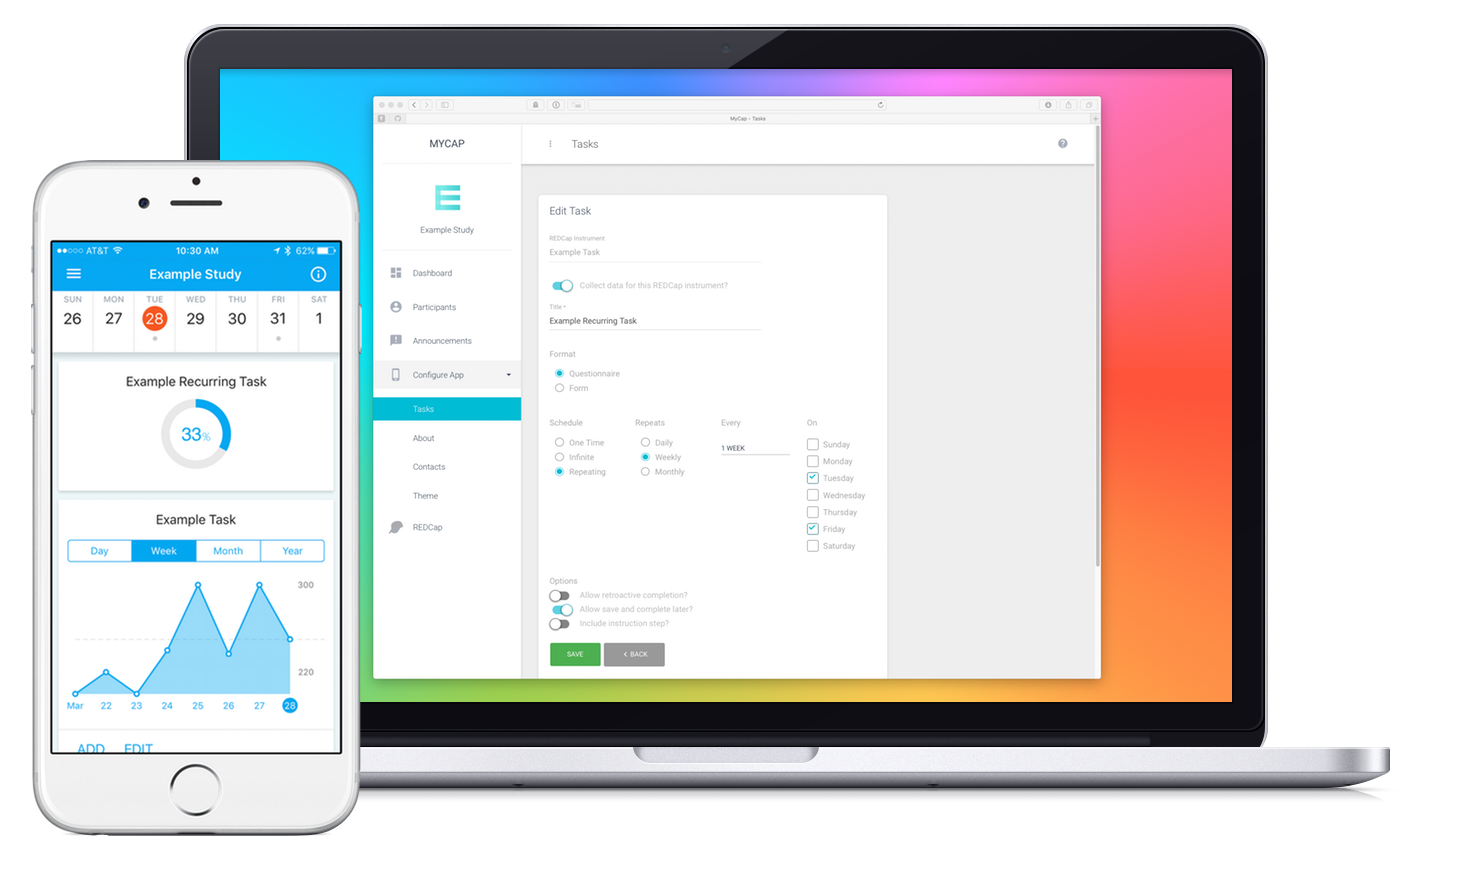 ●●○○○ AT&T 10:30 AM 62%
Example Study
SUN MON TUE WED THU FRI SAT
26 27 28 29 30 31 1
Example Recurring Task
33%
Example Task
Day Week Month Year
300
220
Mar 22 23 24 25 26 27 28
ADD EDIT
MyCap - Tasks
MYCAP
Example Study
Dashboard
Participants
Announcements
Configure App
Tasks
About
Contacts
Theme
REDCap
Tasks
Edit Task
REDCap Instrument
Example Task
Collect data for this REDCap instrument?
Title *
Example Recurring Task
Format
Questionnaire
Form
Schedule
One Time
Infinite
Repeating
Repeats
Daily
Weekly
Monthly
Every
1 WEEK
On
Sunday
Monday
Tuesday
Wednesday
Thursday
Friday
Saturday
Options
Allow retroactive completion?
Allow save and complete later?
Include instruction step?
SAVE
< BACK